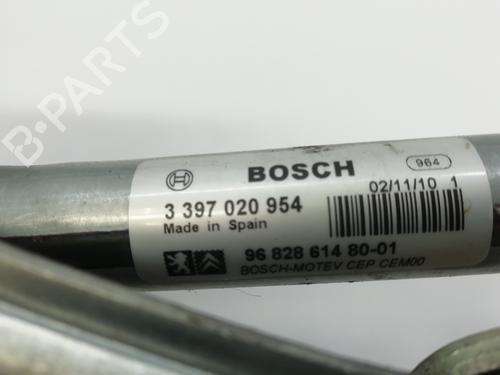 B-PARTS
BOSCH
964
3 397 020 954
02/11/10 1
Made in Spain
96 828 614 80-01
BOSCH-MOTEV CEP CEM00